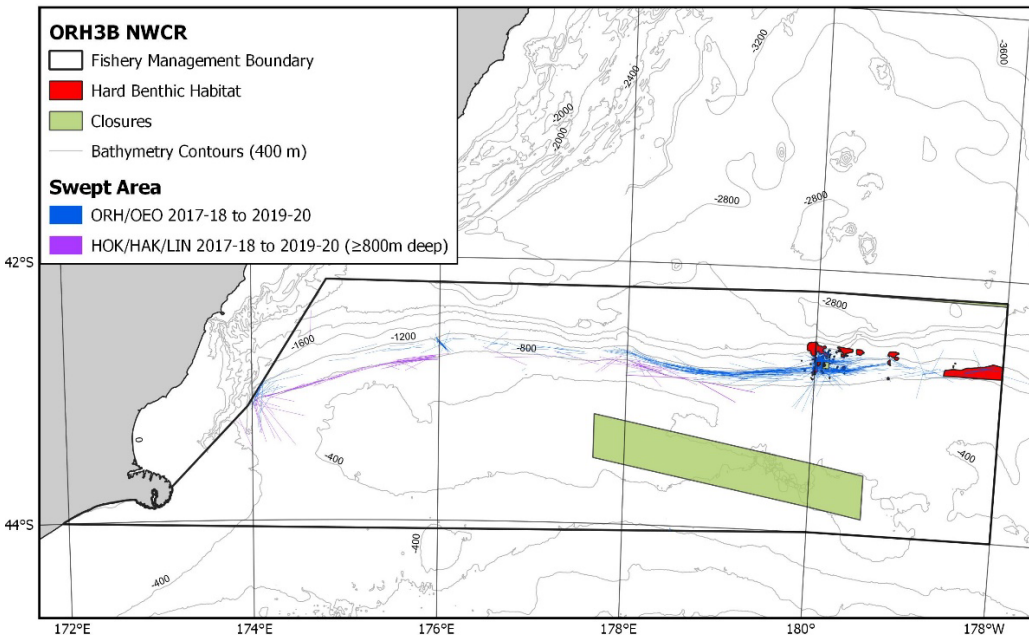 ORH3B NWCR
Fishery Management Boundary
Hard Benthic Habitat
Closures
Bathymetry Contours (400 m)
Swept Area
ORH/OEO 2017-18 to 2019-20
HOK/HAK/LIN 2017-18 to 2019-20 (≥800m deep)
-3200
-3600
-2400
-2000
-2000
-2800
-2800
42°S
-2800
-1600
-1200
-800
-400
-400
44°S
-400
-400
172°E
174°E
176°E
178°E
180°
178°W